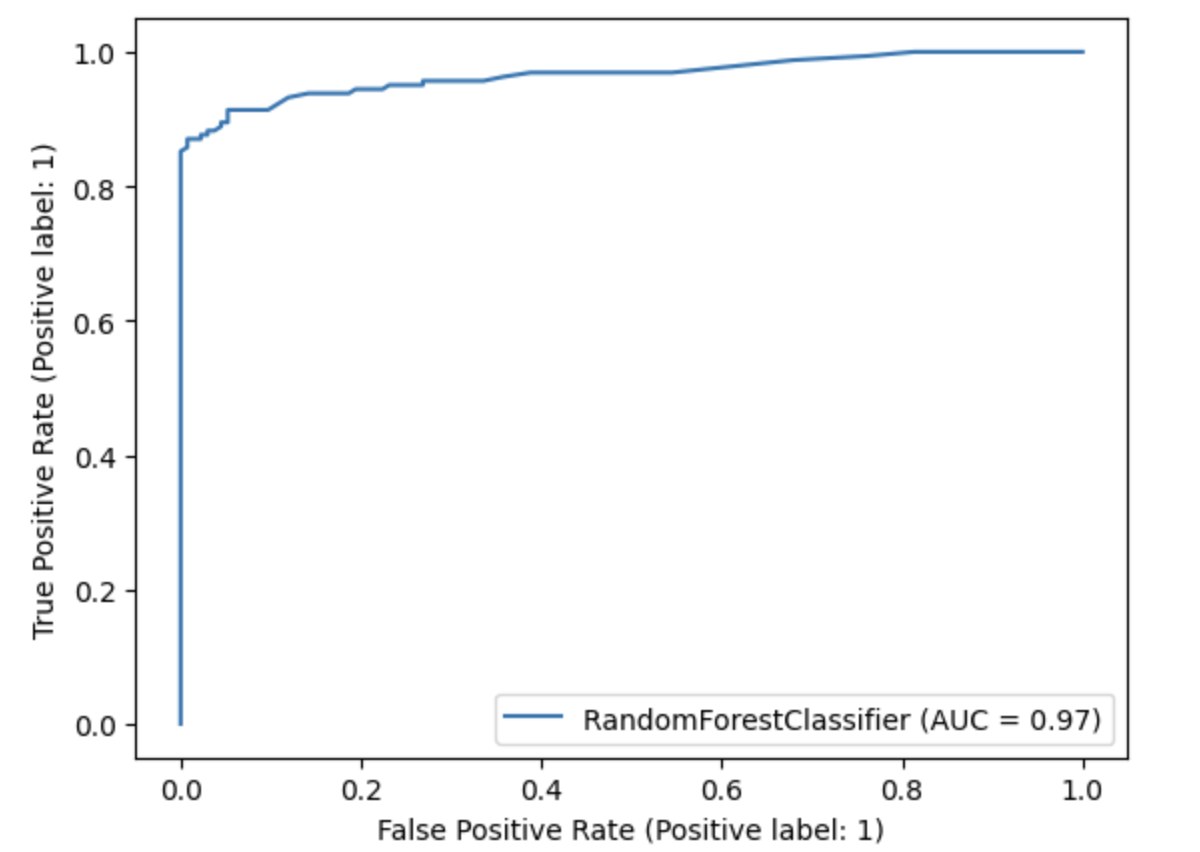 1.0
0.8
0.6
0.4
0.2
0.0
True Positive Rate (Positive label: 1)
RandomForestClassifier (AUC = 0.97)
0.0 0.2 0.4 0.6 0.8 1.0
False Positive Rate (Positive label: 1)